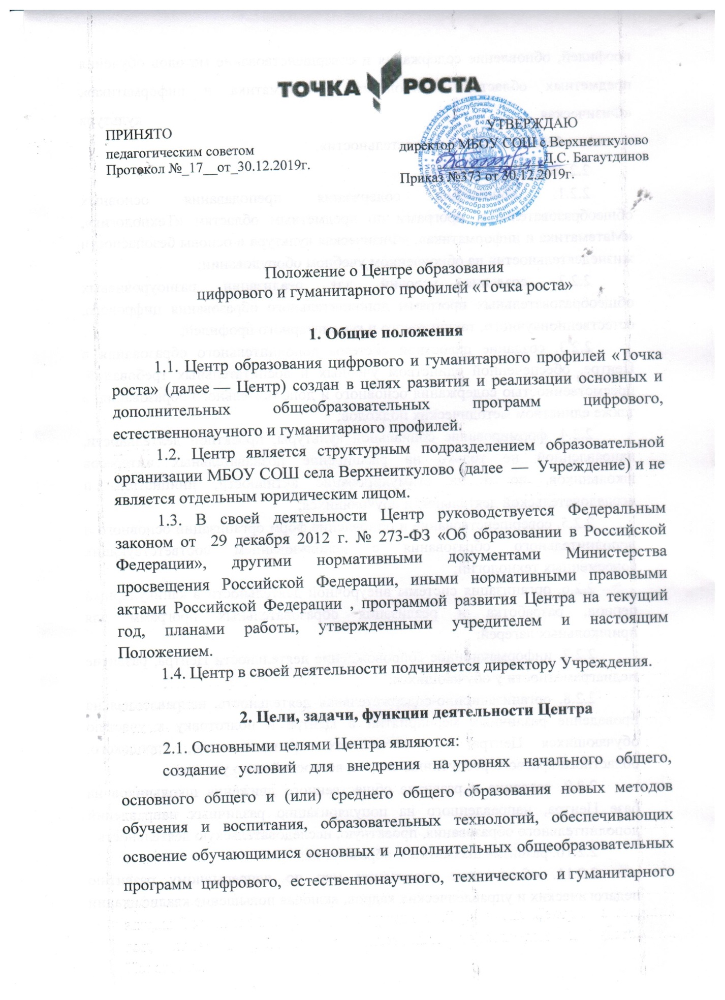 ТОЧКА РОСТА
ПРИНЯТО
педагогическим советом
Протокол №_17__от_30.12.2019г.
УТВЕРЖДАЮ
директор МБОУ СОШ с.Верхнеиткулово
Д.С. Багаутдинов
Приказ №373 от 30.12.2019г.
Положение о Центре образования
цифрового и гуманитарного профилей «Точка роста»
1. Общие положения
1.1. Центр образования цифрового и гуманитарного профилей «Точка
роста» (далее — Центр) создан в целях развития и реализации основных и
дополнительных общеобразовательных программ цифрового,
естественнонаучного и гуманитарного профилей.
1.2. Центр является структурным подразделением образовательной
организации МБОУ СОШ села Верхнеиткулово (далее — Учреждение) и не
является отдельным юридическим лицом.
1.3. В своей деятельности Центр руководствуется Федеральным
законом от 29 декабря 2012 г. № 273-ФЗ «Об образовании в Российской
Федерации», другими нормативными документами Министерства
просвещения Российской Федерации, иными нормативными правовыми
актами Российской Федерации , программой развития Центра на текущий
год, планами работы, утвержденными учредителем и настоящим
Положением.
1.4. Центр в своей деятельности подчиняется директору Учреждения.
2. Цели, задачи, функции деятельности Центра
2.1. Основными целями Центра являются:
создание условий для внедрения на уровнях начального общего,
основного общего и (или) среднего общего образования новых методов
обучения и воспитания, образовательных технологий, обеспечивающих
освоение обучающимися основных и дополнительных общеобразовательных
программ цифрового, естественнонаучного, технического и гуманитарного